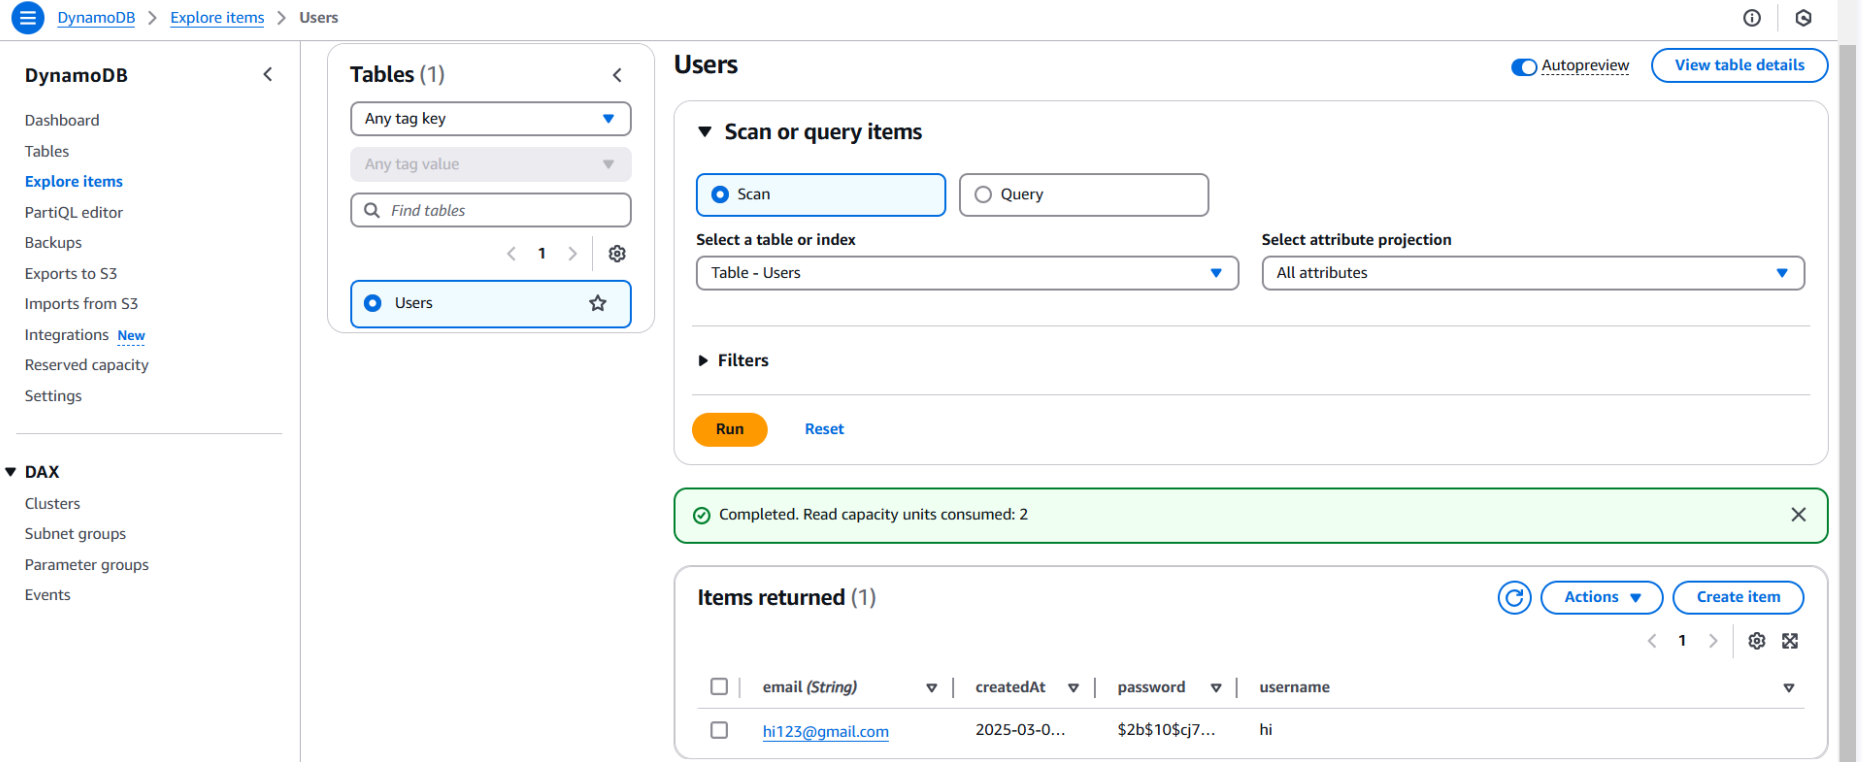 DynamoDB > Explore items > Users
DynamoDB
Dashboard
Tables
Explore items
PartiQL editor
Backups
Exports to S3
Imports from S3
Integrations New
Reserved capacity
Settings
DAX
Clusters
Subnet groups
Parameter groups
Events
Tables (1)
Any tag key
Any tag value
Find tables
1
Users
Users
Autopreview
View table details
Scan or query items
Scan
Query
Select a table or index
Select attribute projection
Table - Users
All attributes
Filters
Run
Reset
Completed. Read capacity units consumed: 2
Items returned (1)
Actions
Create item
1
email (String) createdAt password username
hi123@gmail.com 2025-03-0... $2b$10$cj7... hi